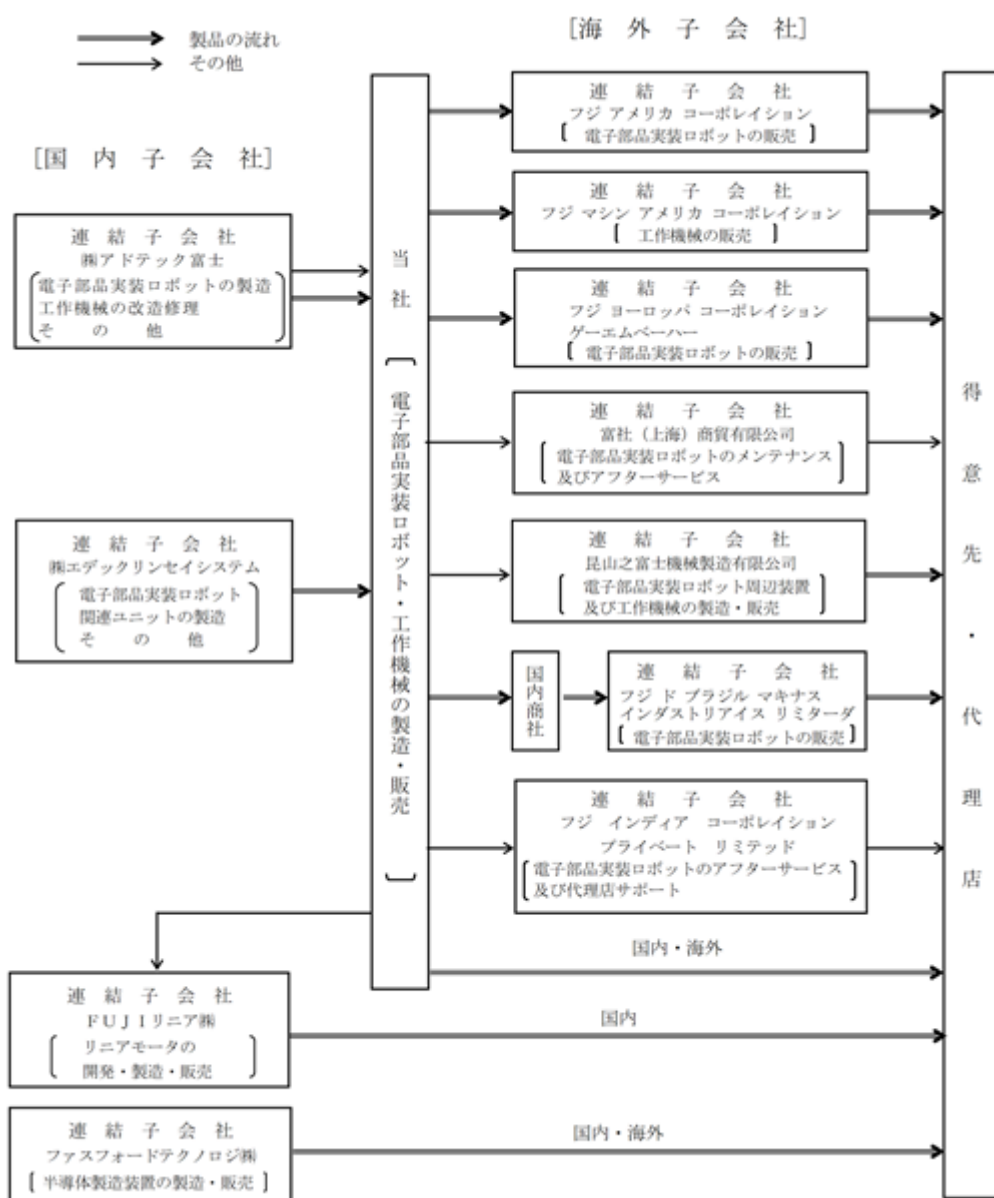 製品の流れ
その他
[国 内 子 会 社]
連 結 子 会 社
㈱アドテック富士
電子部品実装ロボットの製造
工作機械の改造修理
そ の 他
連 結 子 会 社
㈱エデックリンセイシステム
電子部品実装ロボット
関連ユニットの製造
そ の 他
連 結 子 会 社
FUJIリニア㈱
リニアモータの
開発・製造・販売
連 結 子 会 社
ファスフォードテクノロジ㈱
[半導体製造装置の製造・販売]
当社
電子部品実装ロボット・工作機械の製造・販売
[海 外 子 会 社]
連 結 子 会 社
フジ アメリカ コーポレイション
[電子部品実装ロボットの販売]
連 結 子 会 社
フジ マシン アメリカ コーポレイション
[工作機械の販売]
連 結 子 会 社
フジ ヨーロッパ コーポレイション
ゲーエムベーハー
[電子部品実装ロボットの販売]
連 結 子 会 社
富社(上海)商貿有限公司
電子部品実装ロボットのメンテナンス
及びアフターサービス
連 結 子 会 社
昆山之富士機械製造有限公司
電子部品実装ロボット周辺装置
及び工作機械の製造・販売
国内商社
連 結 子 会 社
フジ ド ブラジル マキナス
インダストリアイス リミターダ
[電子部品実装ロボットの販売]
連 結 子 会 社
フジ インディア コーポレイション
プライベート リミテッド
電子部品実装ロボットのアフターサービス
及び代理店サポート
国内・海外
国内
国内・海外
得意先・代理店